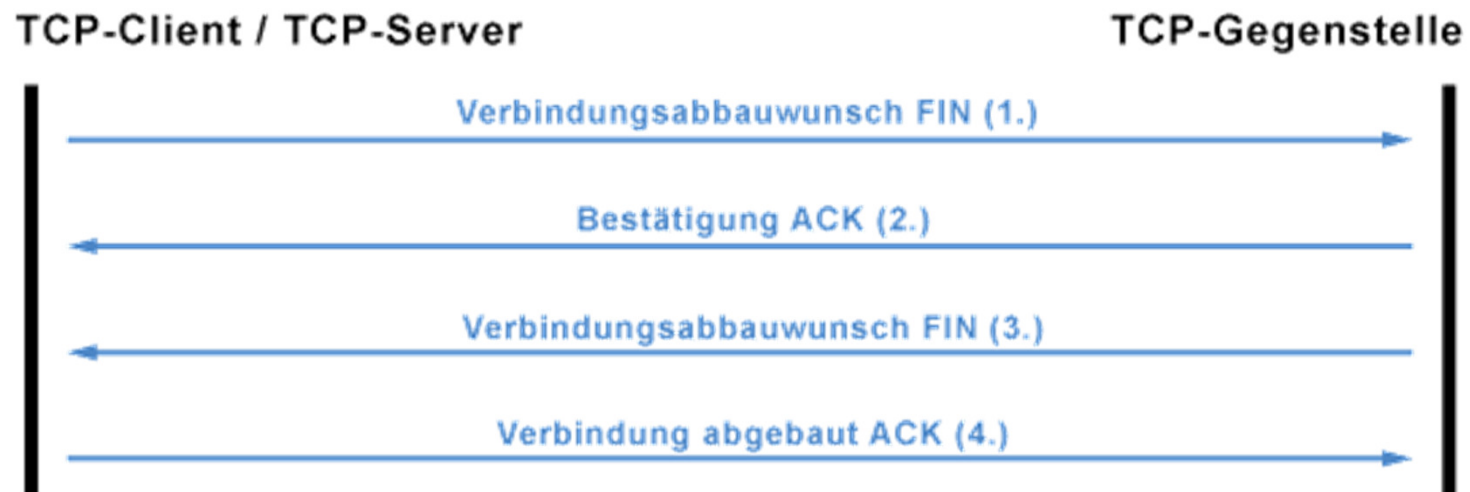 TCP-Client / TCP-Server
TCP-Gegenstelle
Verbindungsabbauwunsch FIN (1.)
Bestätigung ACK (2.)
Verbindungsabbauwunsch FIN (3.)
Verbindung abgebaut ACK (4.)